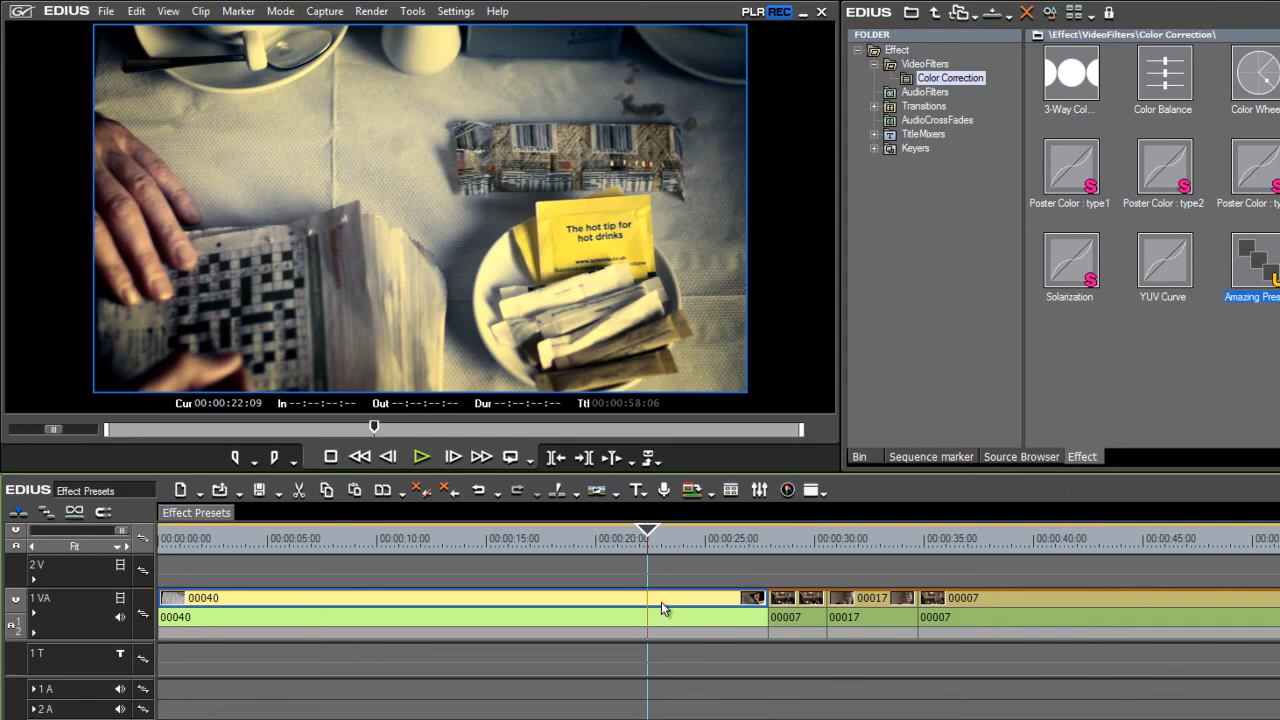 EDIUS File Edit View Clip Marker Mode Capture Render Tools Settings Help PLR REC
The hot tip for
hot drinks
Cur 00:00:22:09 In --:--:--:-- Out --:--:--:-- Dur --:--:--:-- Ttl 00:00:58:06
EDIUS
FOLDER
Effect
VideoFilters
Color Correction
AudioFilters
Transitions
AudioCrossFades
TitleMixers
Keyers
\Effect\VideoFilters\Color Correction\
3-Way Col... Color Balance Color Whe
Poster Color : type1 Poster Color : type2 Poster Color : ty
Solarization YUV Curve Amazing Pres
Bin Sequence marker Source Browser Effect
EDIUS Effect Presets
Effect Presets
Fit 00:00:00:00 00:00:05:00 00:00:10:00 00:00:15:00 00:00:20:00 00:00:25:00 00:00:30:00 00:00:35:00 00:00:40:00 00:00:45:00 00:00:
2 V
1 VA 00040 00017 00007
1 2 00040 00007 00017 00007
1 T T
1 A
2 A